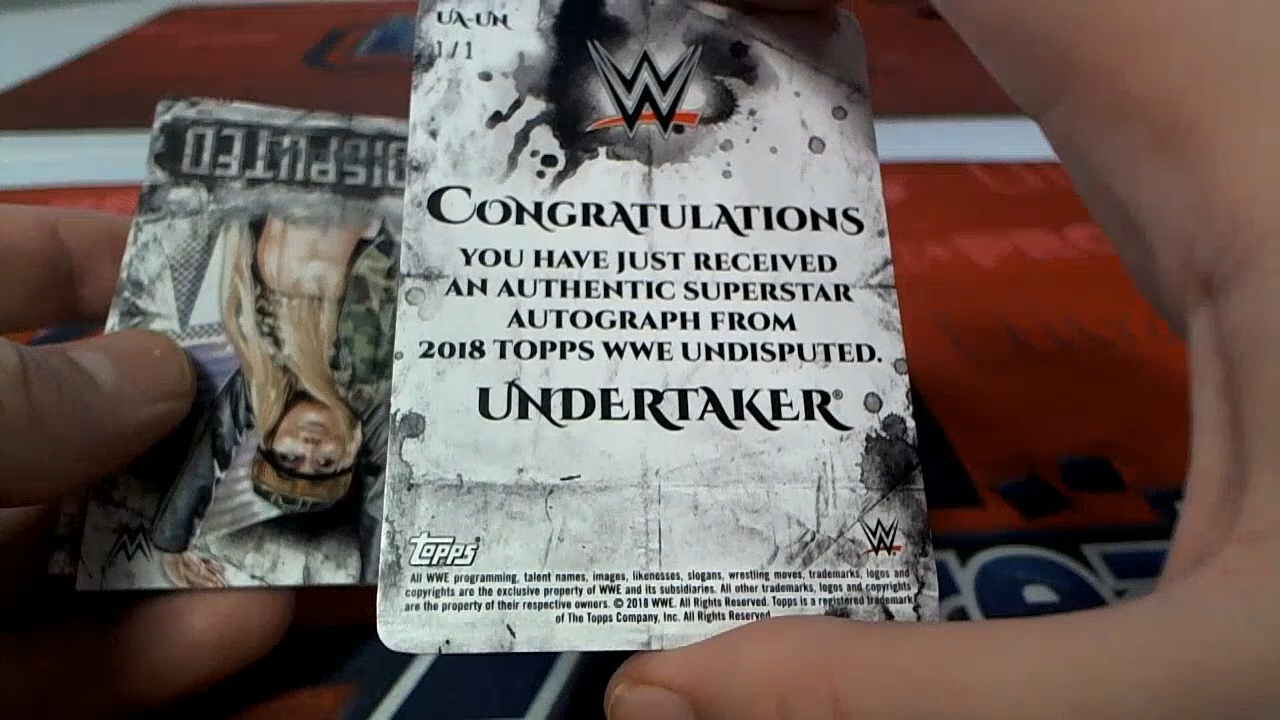 UA-UN
1/1
W
CONGRATULATIONS
YOU HAVE JUST RECEIVED
AN AUTHENTIC SUPERSTAR
AUTOGRAPH FROM
2018 TOPPS WWE UNDISPUTED.
UNDERTAKER®
topps
W
All WWE programming, talent names, images, likenesses, slogans, wrestling moves, trademarks, logos and
copyrights are the exclusive property of WWE and its subsidiaries. All other trademarks, logos and copyrights
are the property of their respective owners. © 2018 WWE. All Rights Reserved. Topps is a registered trademark
of The Topps Company, Inc. All Rights Reserved.
DISPUTED